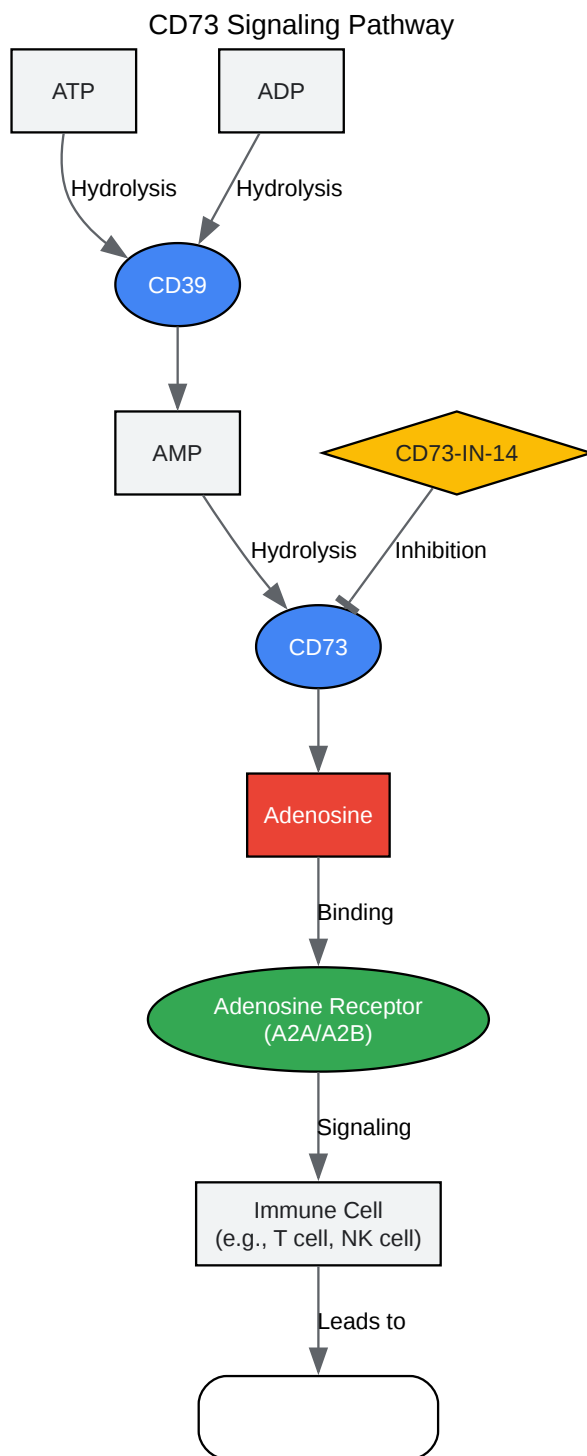 CD73 Signaling Pathway
ATP
ADP
Hydrolysis
Hydrolysis
CD39
AMP
CD73-IN-14
Hydrolysis
Inhibition
CD73
Adenosine
Binding
Adenosine Receptor
(A2A/A2B)
Signaling
Immune Cell
(e.g., T cell, NK cell)
Leads to